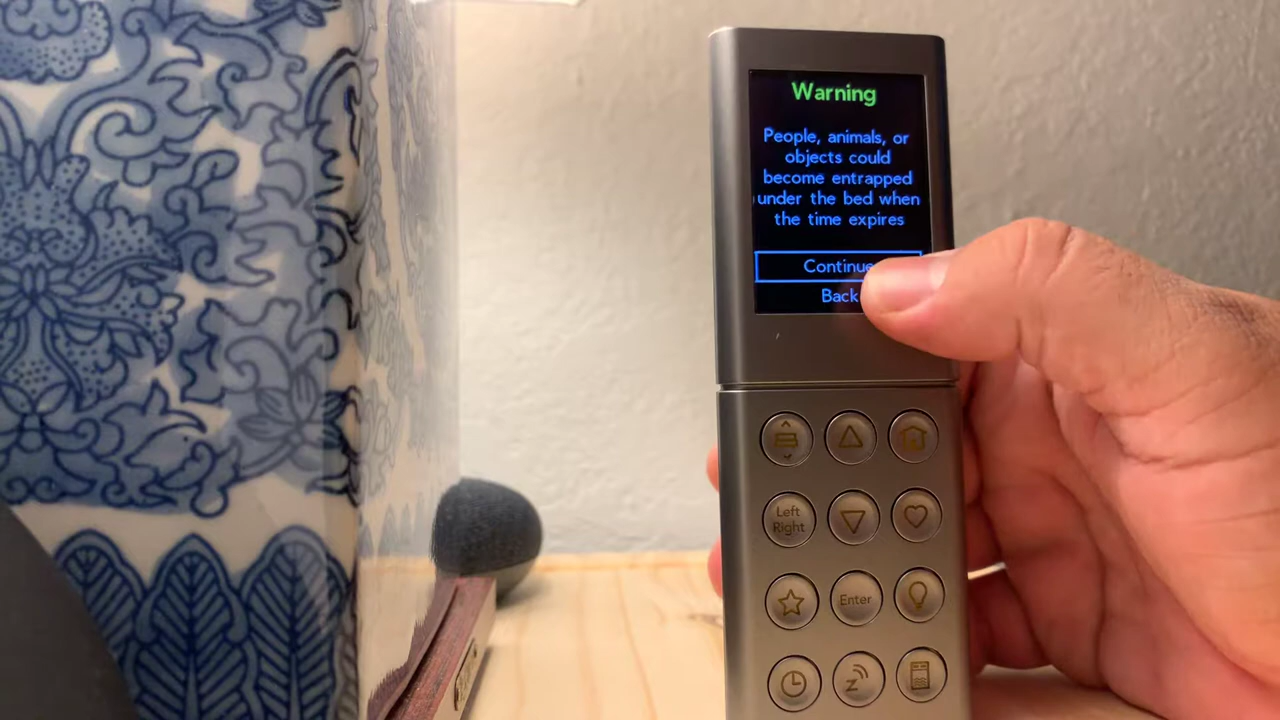 Warning
People, animals, or
objects could
become entrapped
under the bed when
the time expires
Continue
Back
Left
Right
Enter
z